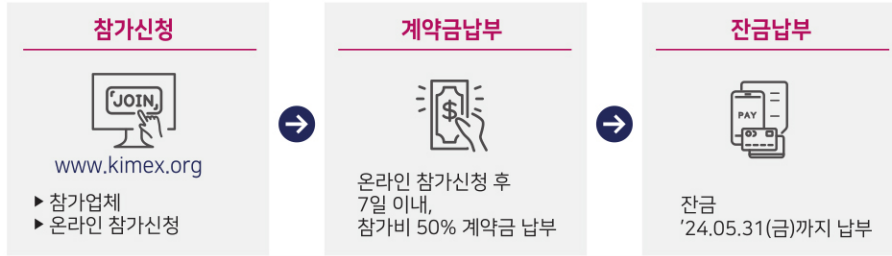 참가신청
JOIN
www.kimex.org
▶ 참가업체
▶ 온라인 참가신청
계약금납부
$
온라인 참가신청 후
7일 이내,
참가비 50% 계약금 납부
잔금납부
PAY
잔금
'24.05.31(금)까지 납부